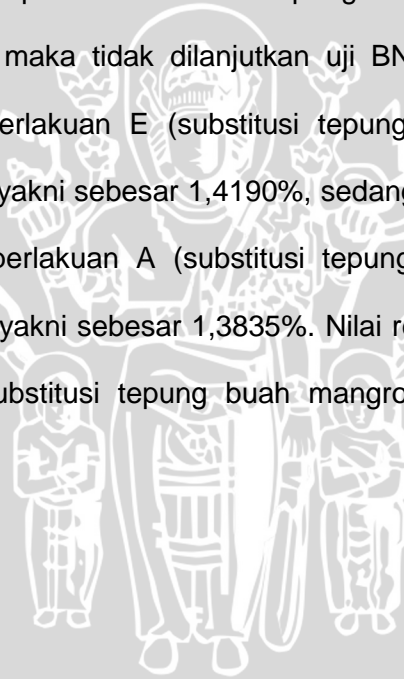 maka tidak dilanjutkan uji BN
erlakuan E (substitusi tepung
yakni sebesar 1,4190%, sedang
perlakuan A (substitusi tepung
yakni sebesar 1,3835%. Nilai r
ubstitusi tepung buah mangro